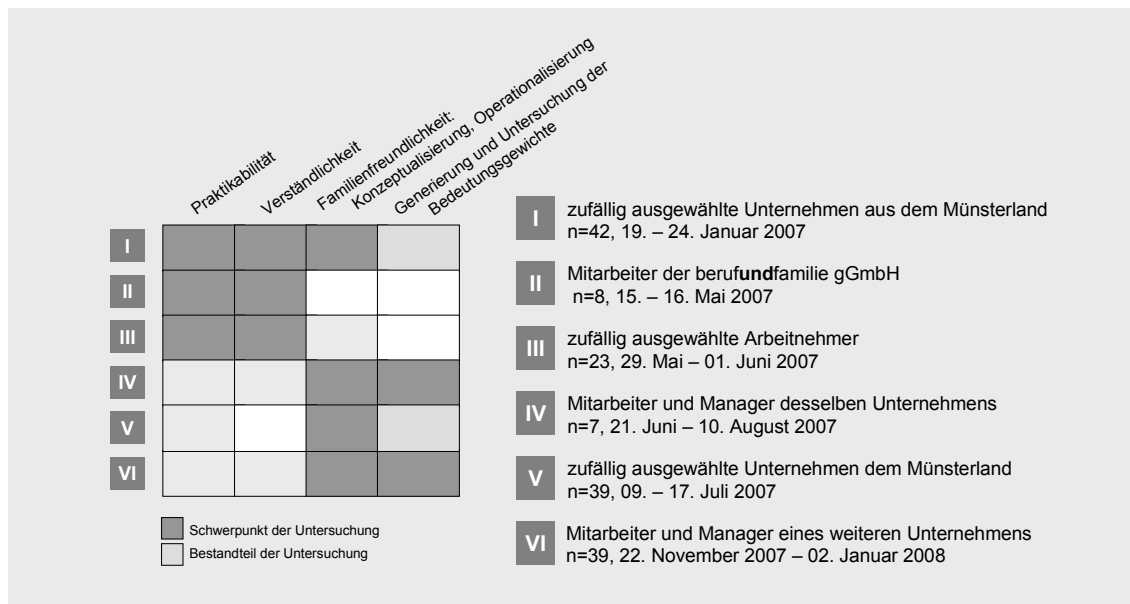 Praktikabilität
Verständlichkeit
Familienfreundlichkeit:
Konzeptualisierung, Operationalisierung
Generierung und Untersuchung der
Bedeutungsgewichte
I
II
III
IV
V
VI
Schwerpunkt der Untersuchung
Bestandteil der Untersuchung
I
zufällig ausgewählte Unternehmen aus dem Münsterland
n=42, 19. – 24. Januar 2007
II
Mitarbeiter der berufundfamilie gGmbH
n=8, 15. – 16. Mai 2007
III
zufällig ausgewählte Arbeitnehmer
n=23, 29. Mai – 01. Juni 2007
IV
Mitarbeiter und Manager desselben Unternehmens
n=7, 21. Juni – 10. August 2007
V
zufällig ausgewählte Unternehmen dem Münsterland
n=39, 09. – 17. Juli 2007
VI
Mitarbeiter und Manager eines weiteren Unternehmens
n=39, 22. November 2007 – 02. Januar 2008